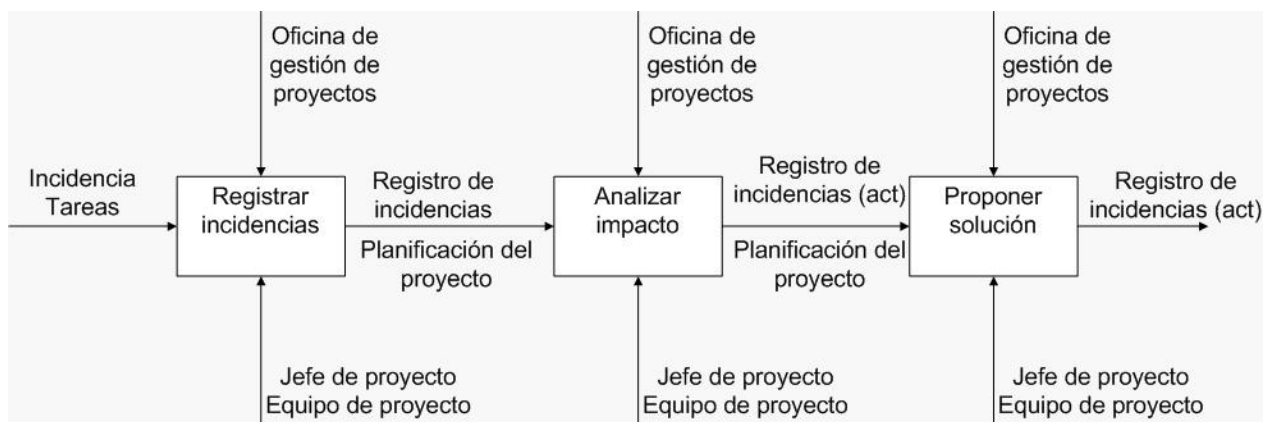 Oficina de
gestión de
proyectos
Oficina de
gestión de
proyectos
Oficina de
gestión de
proyectos
Incidencia
Tareas
Registrar
incidencias
Registro de
incidencias
Planificación del
proyecto
Analizar
impacto
Registro de
incidencias (act)
Planificación del
proyecto
Proponer
solución
Registro de
incidencias (act)
Jefe de proyecto
Equipo de proyecto
Jefe de proyecto
Equipo de proyecto
Jefe de proyecto
Equipo de proyecto